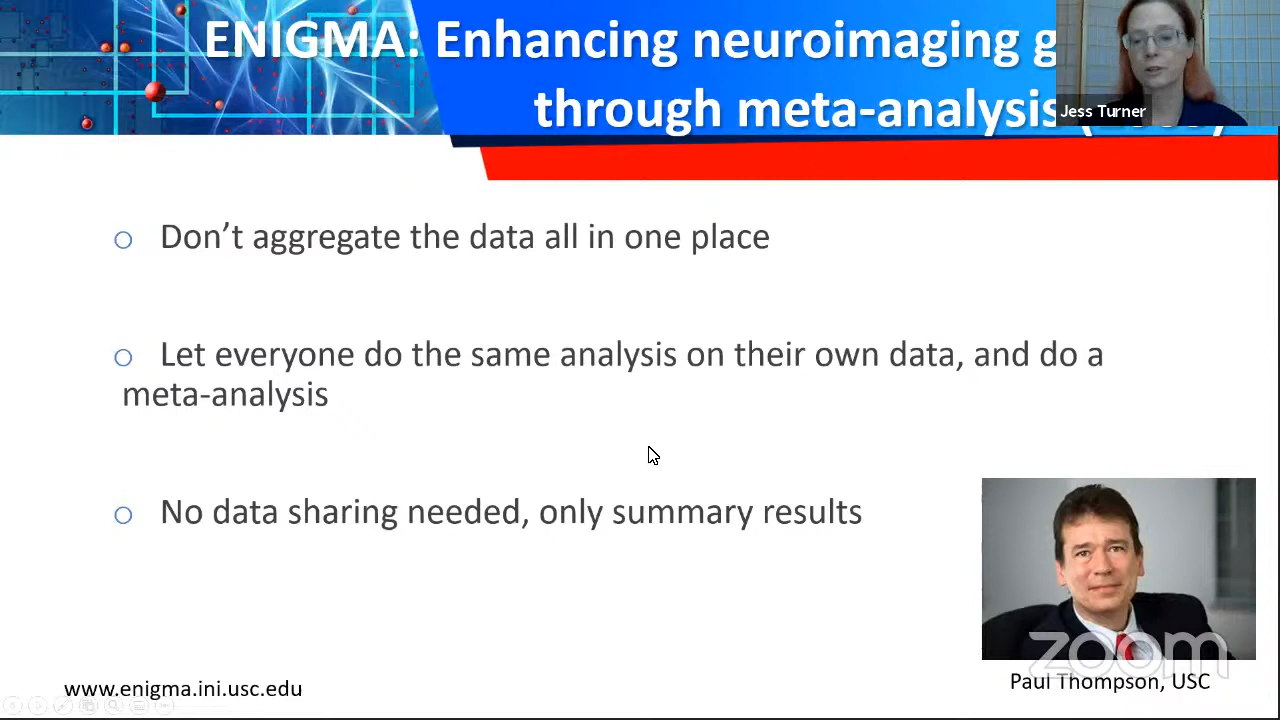 ENIGMA: Enhancing neuroimaging g
through meta-analysis
Jess Turner
o Don’t aggregate the data all in one place
o Let everyone do the same analysis on their own data, and do a
meta-analysis
o No data sharing needed, only summary results
zoom
Paul Thompson, USC
www.enigma.ini.usc.edu